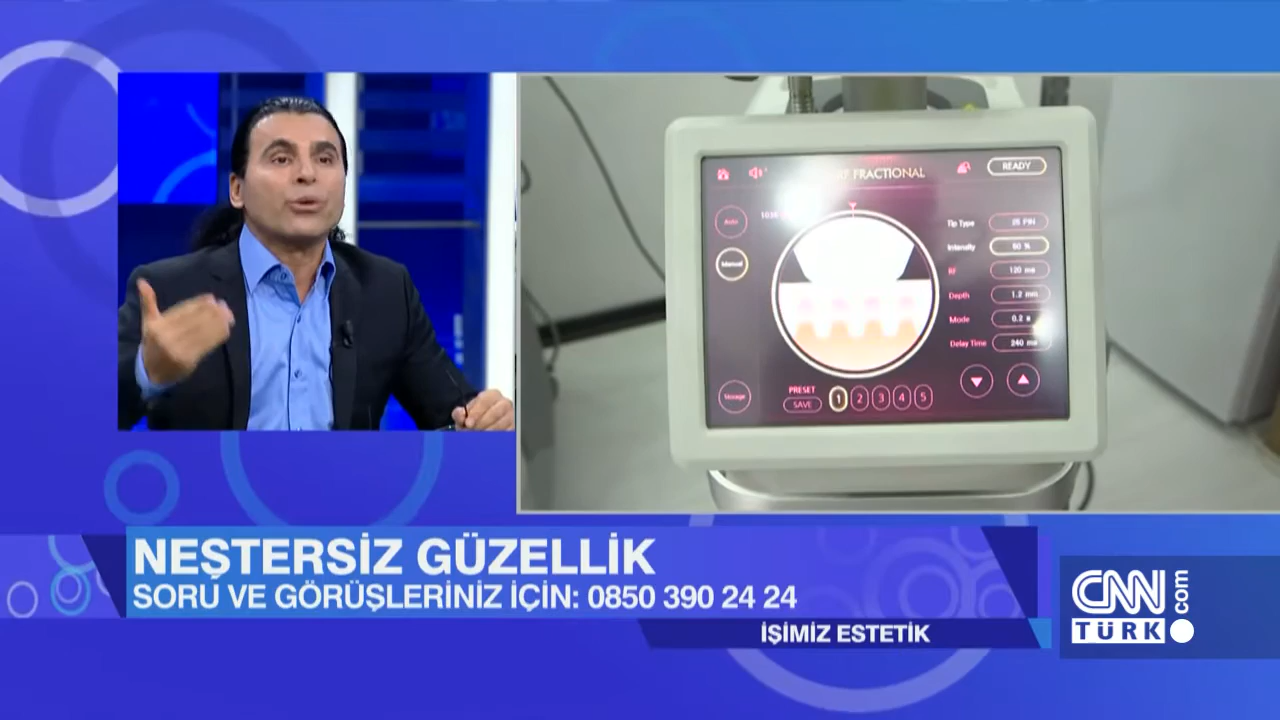 FRACTIONAL
READY
Auto
Manual
Tip Type 25 PIN
Intensity 50 %
RF 120 ms
Depth 1.2 mm
Mode 0.2 s
Delay Time 240 ms
Storage
PRESET
SAVE
1 2 3 4 5
NEŞTERSİZ GÜZELLİK
SORU VE GÖRÜŞLERİNİZ İÇİN: 0850 390 24 24
İŞİMİZ ESTETİK
CNN
TÜRK
.com